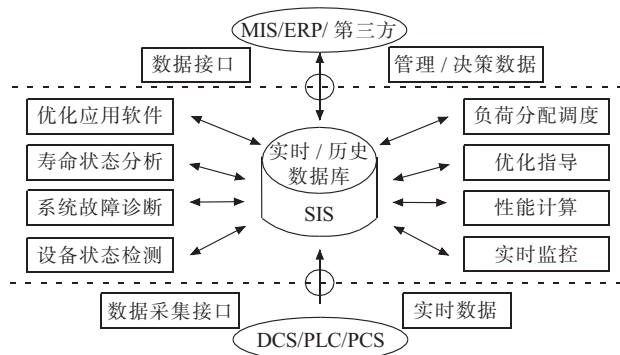 MIS/ERP/ 第三方
数据接口
管理 / 决策数据
优化应用软件
负荷分配调度
实时 / 历史
数据库
寿命状态分析
优化指导
系统故障诊断
SIS
性能计算
设备状态检测
实时监控
数据采集接口
实时数据
DCS/PLC/PCS